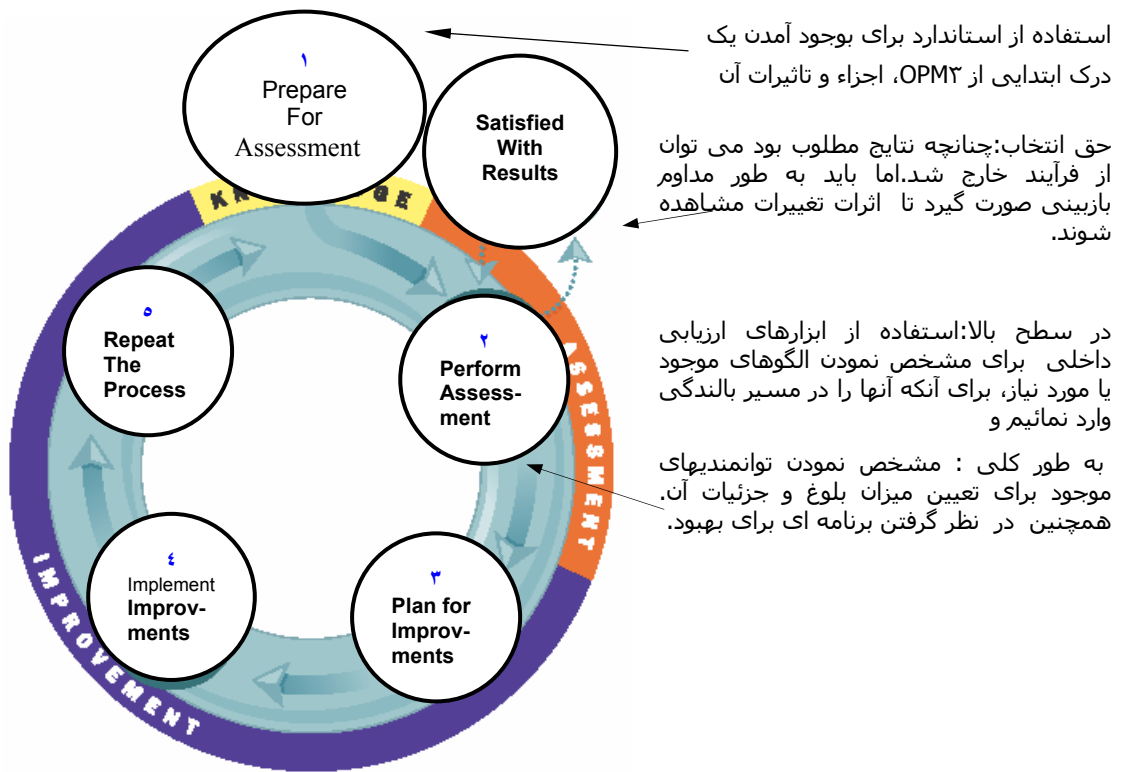 ۱
Prepare
For
Assessment
Satisfied
With
Results
استفاده از استاندارد برای بوجود آمدن یک
درک ابتدایی از OPM۳، اجزاء و تاثیرات آن
حق انتخاب:چنانچه نتایج مطلوب بود می توان
از فرآیند خارج شد.اما باید به طور مداوم
بازبینی صورت گیرد تا اثرات تغییرات مشاهده
شوند.
۲
Perform
Assess-
ment
در سطح بالا:استفاده از ابزارهای ارزیابی
داخلی برای مشخص نمودن الگوهای موجود
یا مورد نیاز، برای آنکه آنها را در مسیر بالندگی
وارد نمائیم و
به طور کلی : مشخص نمودن توانمندیهای
موجود برای تعیین میزان بلوغ و جزئیات آن.
همچنین در نظر گرفتن برنامه ای برای بهبود.
۳
Plan for
Improv-
ments
٤
Implement
Improv-
ments
٥
Repeat
The
Process
ASSESSMENT
IMPROVEMENT